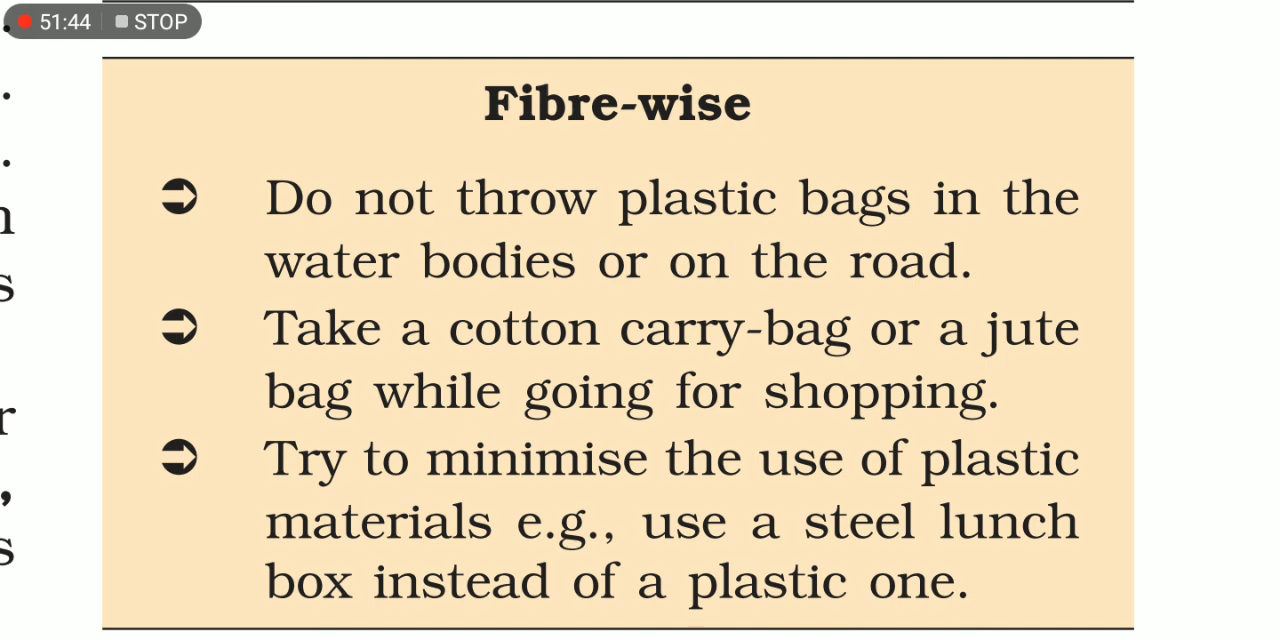 51:44 STOP
Fibre-wise
➲ Do not throw plastic bags in the
water bodies or on the road.
➲ Take a cotton carry-bag or a jute
bag while going for shopping.
➲ Try to minimise the use of plastic
materials e.g., use a steel lunch
box instead of a plastic one.